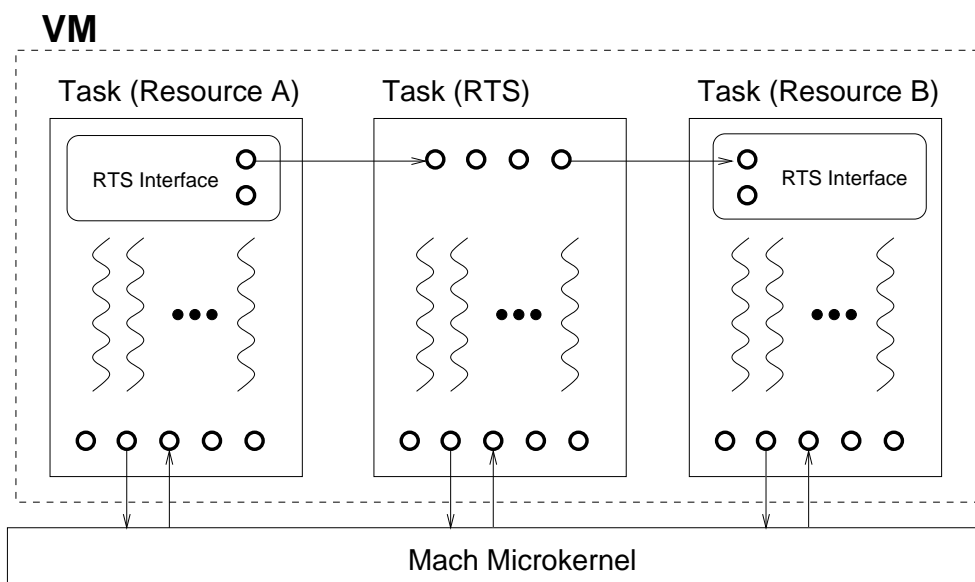 VM
Task (Resource A)
Task (RTS)
Task (Resource B)
RTS Interface
RTS Interface
Mach Microkernel